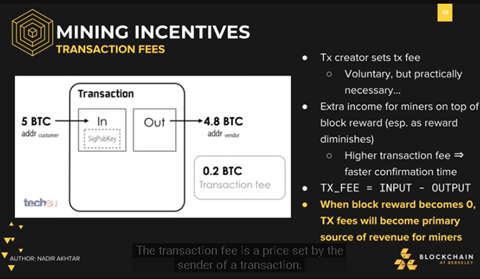 MINING INCENTIVES
TRANSACTION FEES
Transaction
5 BTC
addr customer
In
SigPubKey
Out
4.8 BTC
addr vendor
0.2 BTC
Transaction fee
tech.eu
● Tx creator sets tx fee
○ Voluntary, but practically
necessary...
● Extra income for miners on top of
block reward (esp. as reward
diminishes)
○ Higher transaction fee ⇒
faster confirmation time
● TX_FEE = INPUT - OUTPUT
● When block reward becomes 0,
TX fees will become primary
source of revenue for miners
AUTHOR: NADIR AKHTAR
BLOCKCHAIN
AT BERKELEY
The transaction fee is a price set by the
sender of a transaction.